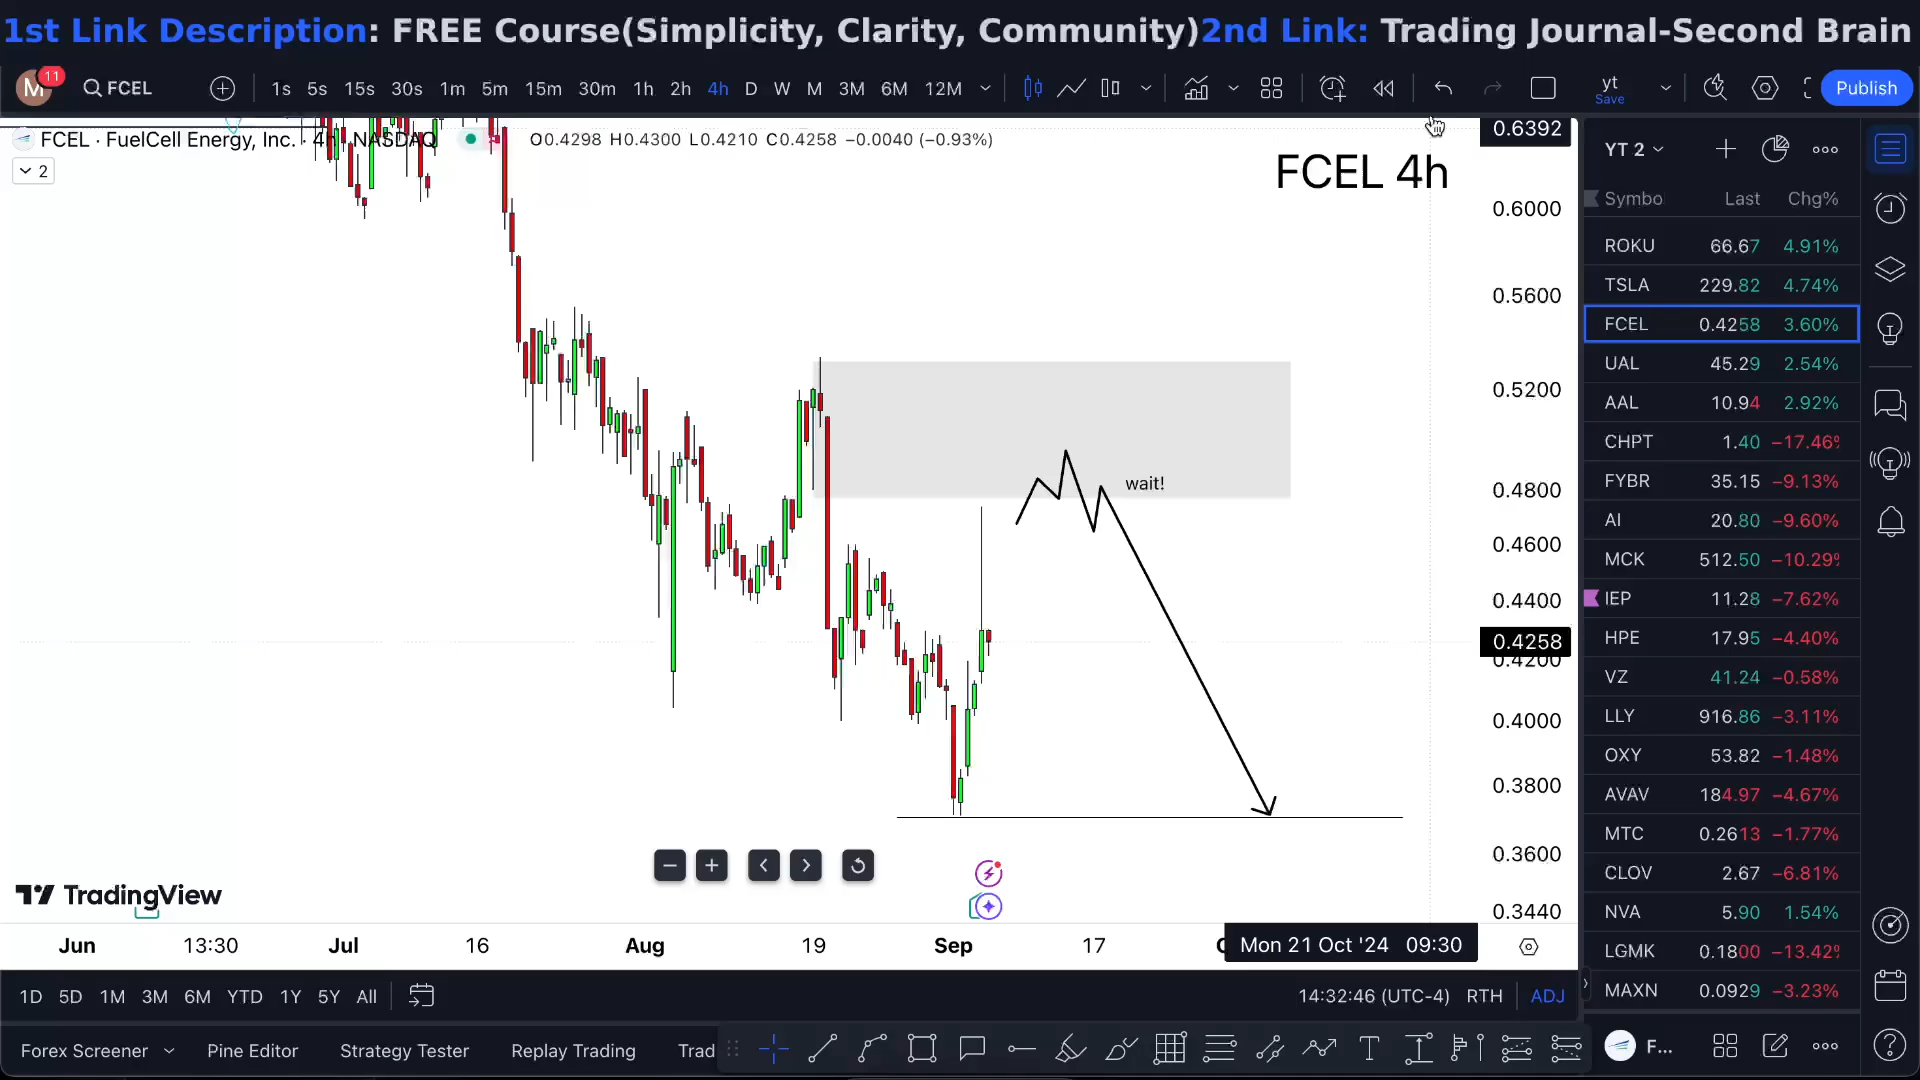 1st Link Description: FREE Course(Simplicity, Clarity, Community)2nd Link: Trading Journal-Second Brain
M 11 FCEL 1s 5s 15s 30s 1m 5m 15m 30m 1h 2h 4h D W M 3M 6M 12M yt Save Publish
FCEL · FuelCell Energy, Inc. · 4h · NASDAQ O0.4298 H0.4300 L0.4210 C0.4258 −0.0040 (−0.93%)
2
FCEL 4h
wait!
0.6392
0.6000
0.5600
0.5200
0.4800
0.4600
0.4400
0.4258
0.4200
0.4000
0.3800
0.3600
0.3440
TradingView
Jun 13:30 Jul 16 Aug 19 Sep 17 Mon 21 Oct '24 09:30
1D 5D 1M 3M 6M YTD 1Y 5Y All 14:32:46 (UTC-4) RTH ADJ
Forex Screener Pine Editor Strategy Tester Replay Trading Trad
YT 2
Symbo Last Chg%
ROKU 66.67 4.91%
TSLA 229.82 4.74%
FCEL 0.4258 3.60%
UAL 45.29 2.54%
AAL 10.94 2.92%
CHPT 1.40 −17.46%
FYBR 35.15 −9.13%
AI 20.80 −9.60%
MCK 512.50 −10.29%
IEP 11.28 −7.62%
HPE 17.95 −4.40%
VZ 41.24 −0.58%
LLY 916.86 −3.11%
OXY 53.82 −1.48%
AVAV 184.97 −4.67%
MTC 0.2613 −1.77%
CLOV 2.67 −6.81%
NVA 5.90 1.54%
LGMK 0.1800 −13.42%
MAXN 0.0929 −3.23%
F...